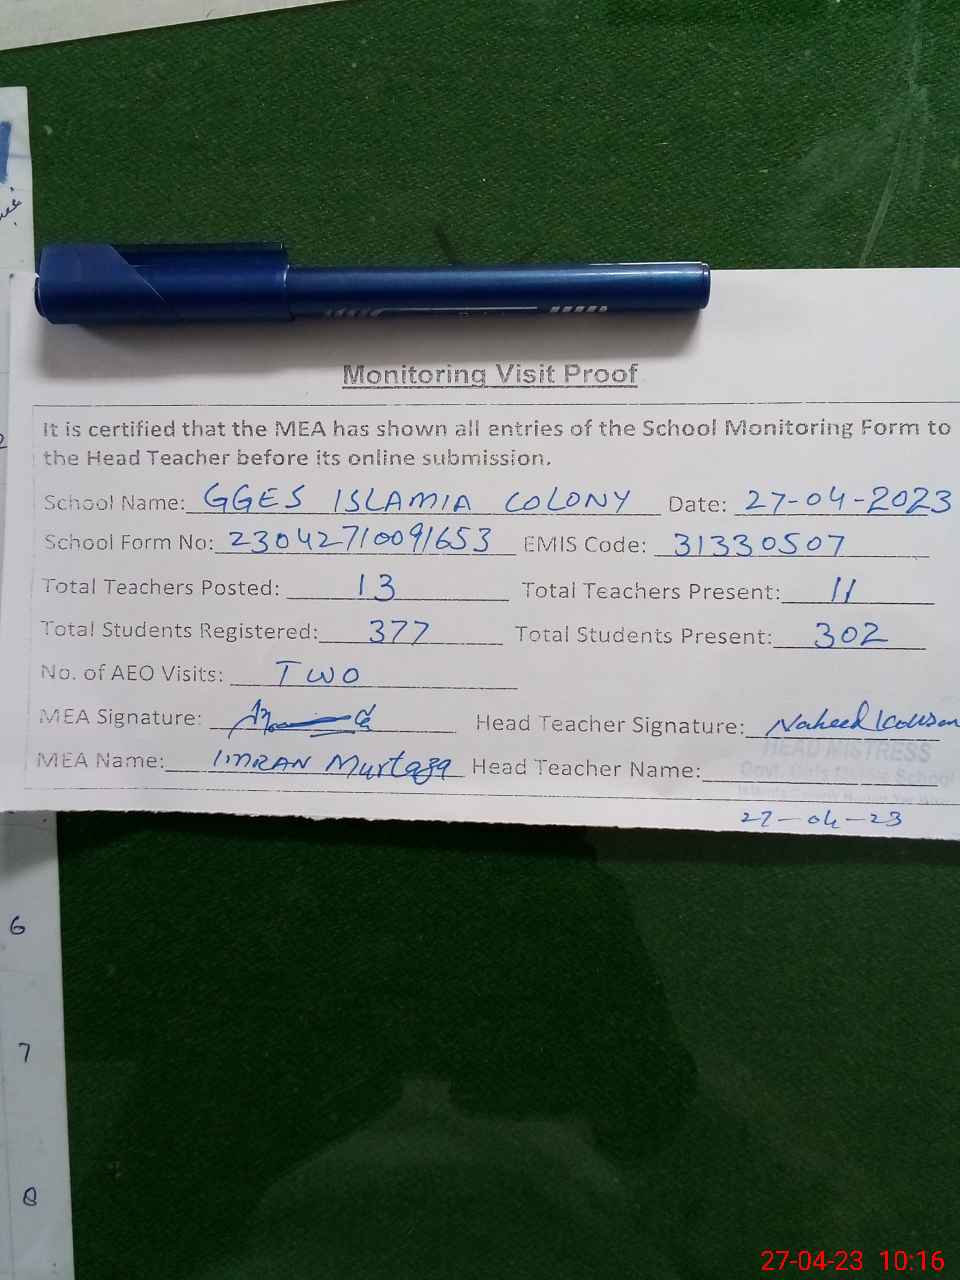 Monitoring Visit Proof
It is certified that the MEA has shown all entries of the School Monitoring Form to
the Head Teacher before its online submission.
School Name: GGES ISLAMIA COLONY Date: 27-04-2023
School Form No: 23042710091653 EMIS Code: 31330507
Total Teachers Posted: 13 Total Teachers Present: 11
Total Students Registered: 377 Total Students Present: 302
No. of AEO Visits: TWO
MEA Signature: Head Teacher Signature: Naheed Kousar
HEAD MISTRESS
MEA Name: IMRAN Murtaza Head Teacher Name:
Govt. Girls School
27-04-23
6
7
8
27-04-23 10:16